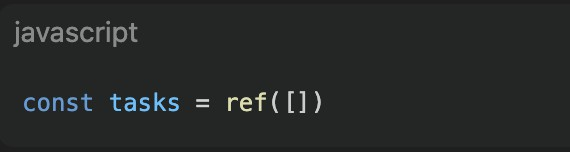 javascript
const tasks = ref([])